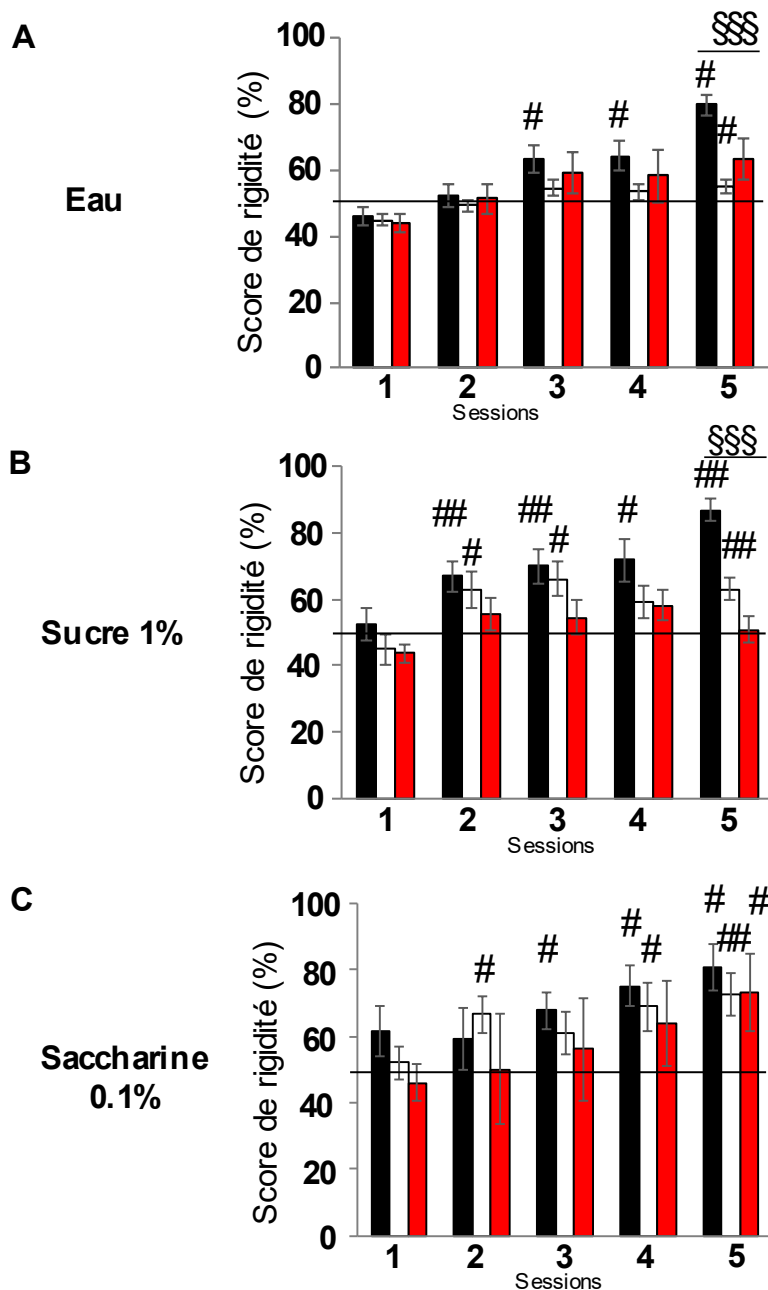 A
Eau
Score de rigidité (%)
100
80
60
40
20
0
§§§
#
#
#
#
1 2 3 4 5
Sessions
B
Sucre 1%
Score de rigidité (%)
100
80
60
40
20
0
§§§
##
##
##
#
##
#
#
1 2 3 4 5
Sessions
C
Saccharine
0.1%
Score de rigidité (%)
100
80
60
40
20
0
#
#
#
##
#
#
#
1 2 3 4 5
Sessions